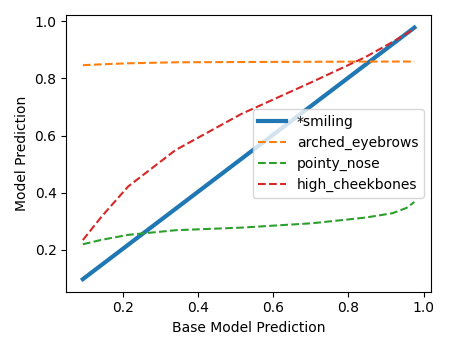 1.0
0.8
0.6
0.4
0.2
Model Prediction
*smiling
arched_eyebrows
pointy_nose
high_cheekbones
0.2 0.4 0.6 0.8 1.0
Base Model Prediction